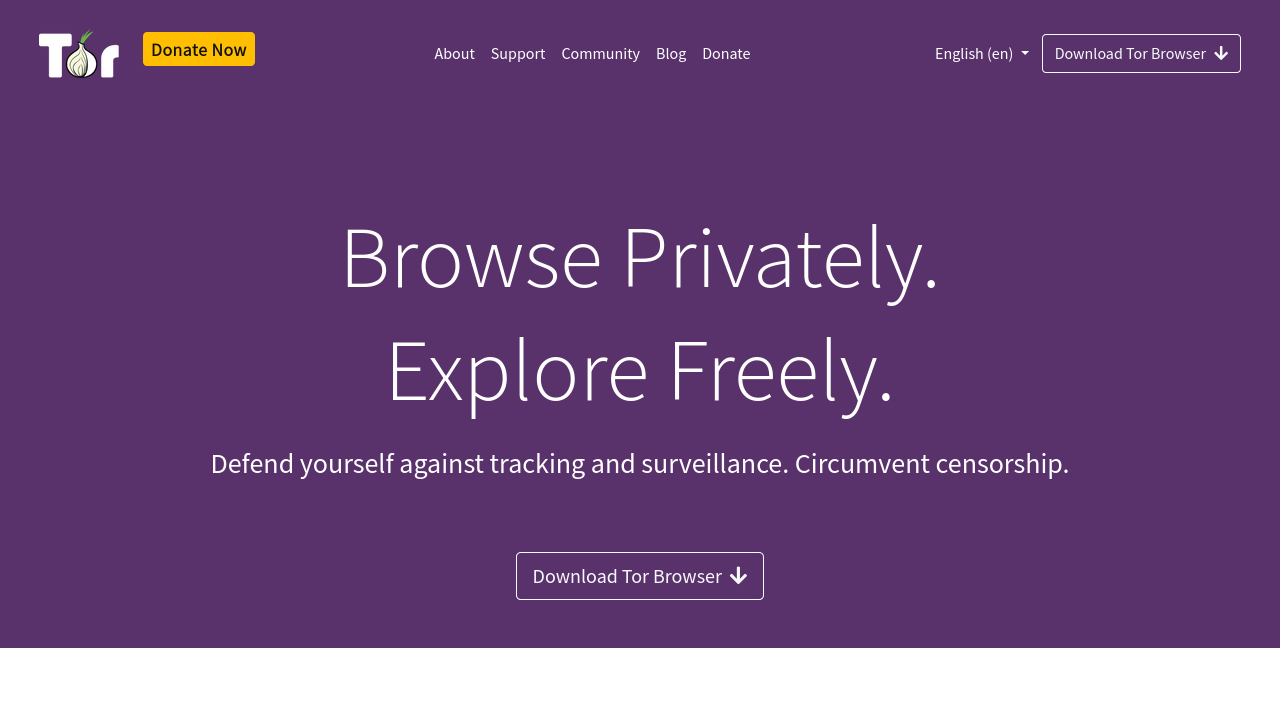 Tor
Donate Now
About Support Community Blog Donate
English (en)
Download Tor Browser
Browse Privately.
Explore Freely.
Defend yourself against tracking and surveillance. Circumvent censorship.
Download Tor Browser